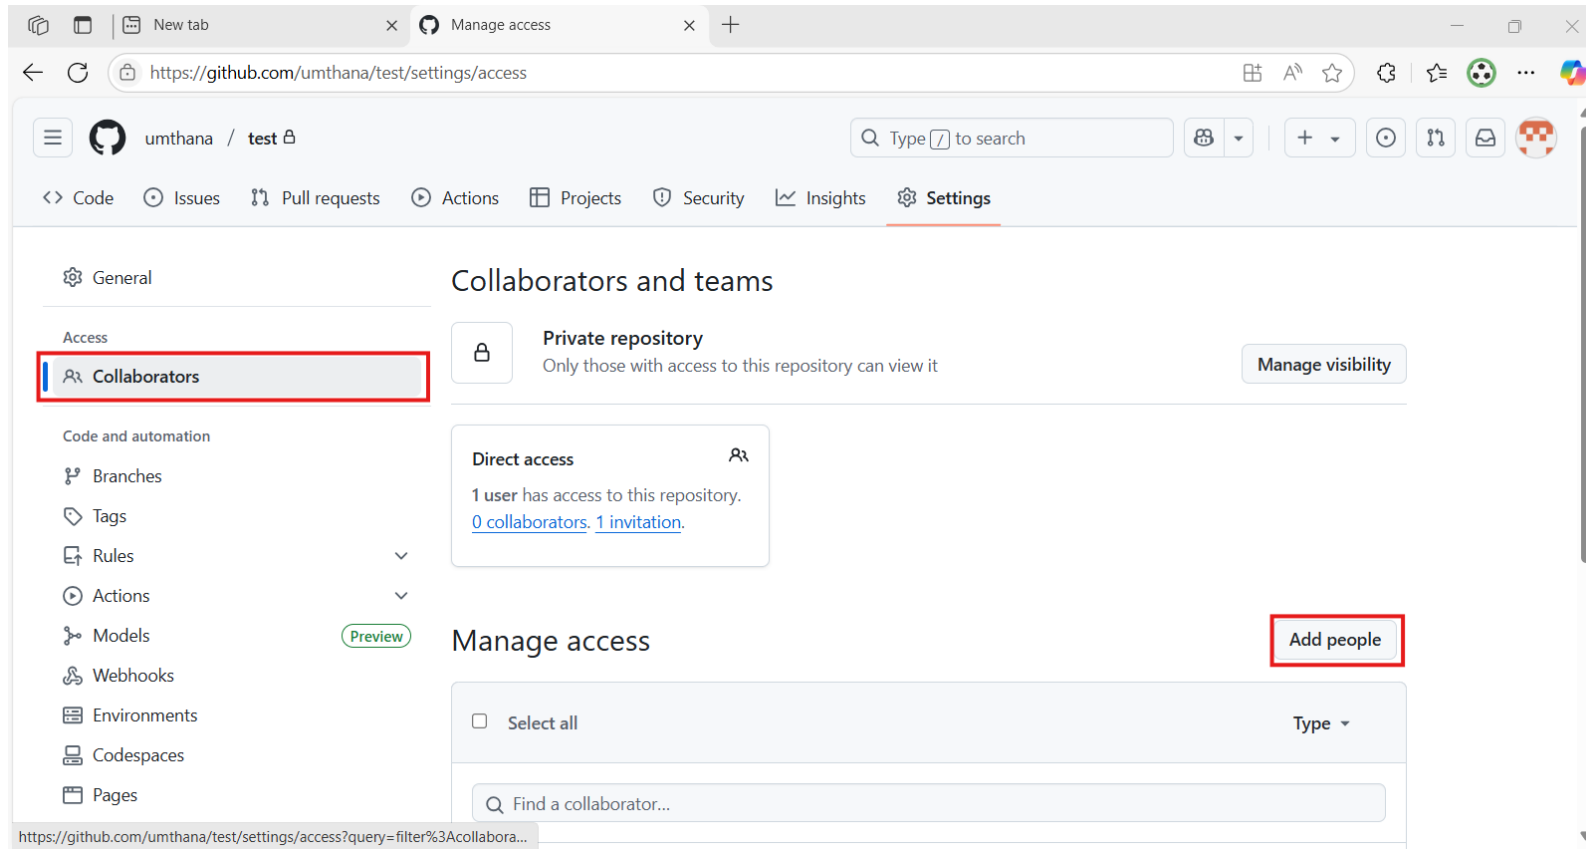 New tab
Manage access
https://github.com/umthana/test/settings/access
umthana / test
Type / to search
Code Issues Pull requests Actions Projects Security Insights Settings
General
Access
Collaborators
Code and automation
Branches
Tags
Rules
Actions
Models Preview
Webhooks
Environments
Codespaces
Pages
Collaborators and teams
Private repository
Only those with access to this repository can view it
Manage visibility
Direct access
1 user has access to this repository.
0 collaborators. 1 invitation.
Manage access
Add people
Select all
Type
Find a collaborator...
https://github.com/umthana/test/settings/access?query=filter%3Acollabora...